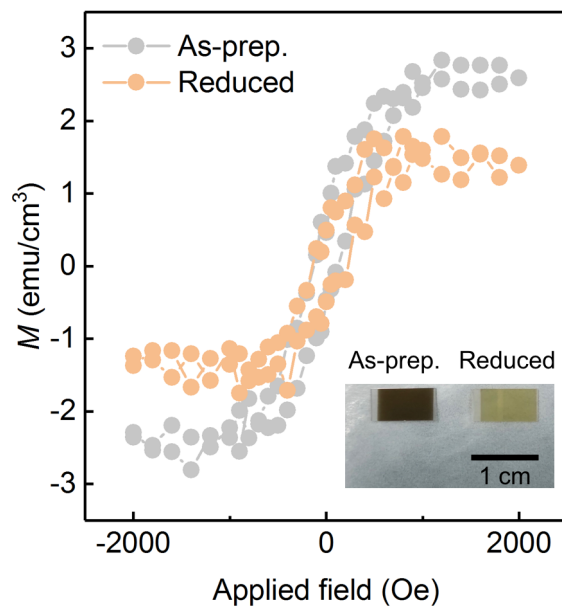 As-prep.
Reduced
3
2
1
0
-1
-2
-3
M (emu/cm³)
As-prep. Reduced
1 cm
-2000 0 2000
Applied field (Oe)